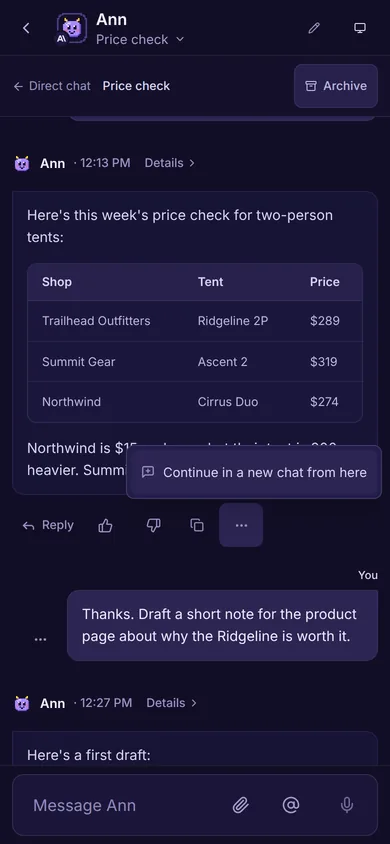 Ann
Price check
Direct chat Price check
Archive
Ann · 12:13 PM Details
Here's this week's price check for two-person
tents:
Shop Tent Price
Trailhead Outfitters Ridgeline 2P $289
Summit Gear Ascent 2 $319
Northwind Cirrus Duo $274
Northwind is
heavier.
Continue in a new chat from here
Reply
You
Thanks. Draft a short note for the product
page about why the Ridgeline is worth it.
Ann · 12:27 PM Details
Here's a first draft:
Message Ann